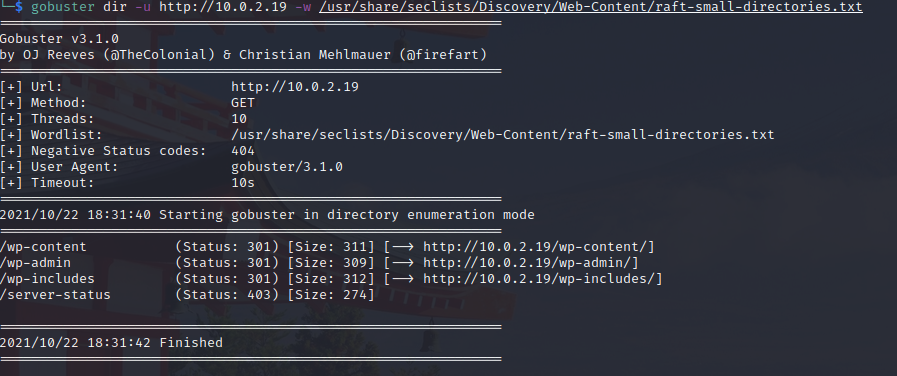 └─$ gobuster dir -u http://10.0.2.19 -w /usr/share/seclists/Discovery/Web-Content/raft-small-directories.txt
===============================================================
Gobuster v3.1.0
by OJ Reeves (@TheColonial) & Christian Mehlmauer (@firefart)
===============================================================
[+] Url:                     http://10.0.2.19
[+] Method:                  GET
[+] Threads:                 10
[+] Wordlist:                /usr/share/seclists/Discovery/Web-Content/raft-small-directories.txt
[+] Negative Status codes:   404
[+] User Agent:              gobuster/3.1.0
[+] Timeout:                 10s
===============================================================
2021/10/22 18:31:40 Starting gobuster in directory enumeration mode
===============================================================
/wp-content           (Status: 301) [Size: 311] [--> http://10.0.2.19/wp-content/]
/wp-admin             (Status: 301) [Size: 309] [--> http://10.0.2.19/wp-admin/]
/wp-includes          (Status: 301) [Size: 312] [--> http://10.0.2.19/wp-includes/]
/server-status        (Status: 403) [Size: 274]
===============================================================
2021/10/22 18:31:42 Finished
===============================================================